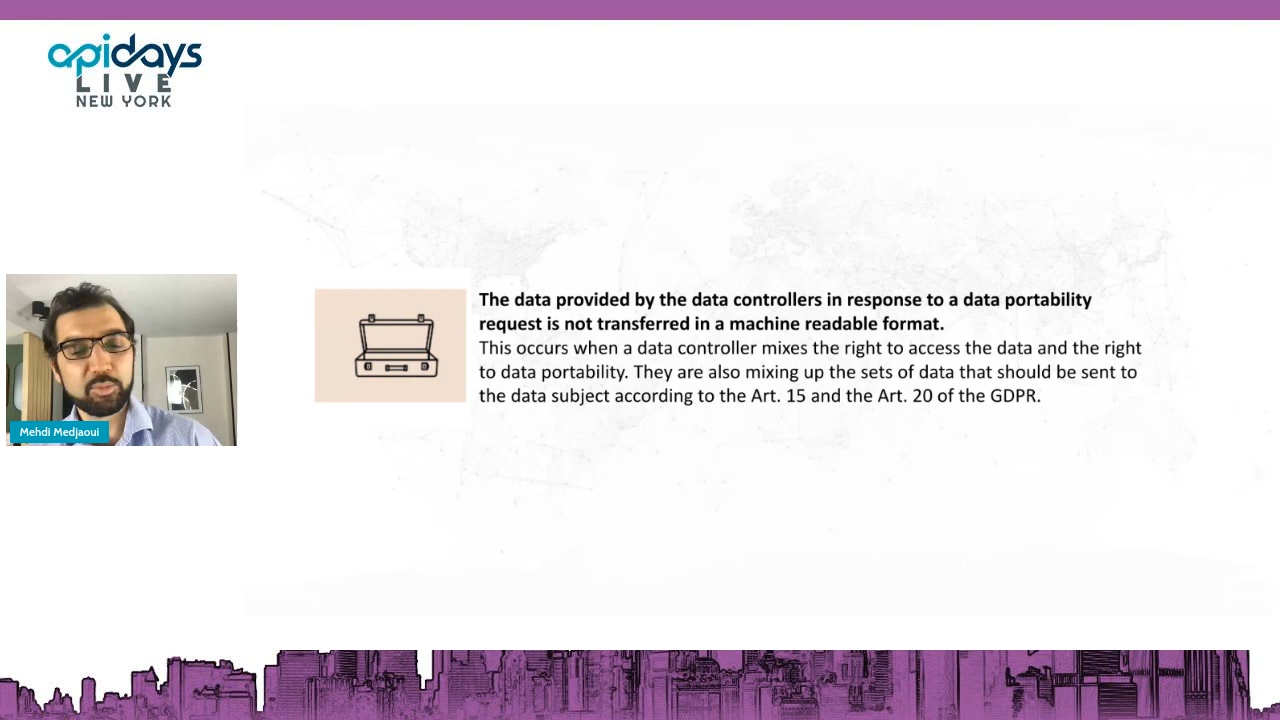 apidays
LIVE
NEW YORK
The data provided by the data controllers in response to a data portability
request is not transferred in a machine readable format.
This occurs when a data controller mixes the right to access the data and the right
to data portability. They are also mixing up the sets of data that should be sent to
the data subject according to the Art. 15 and the Art. 20 of the GDPR.
Mehdi Medjaoui